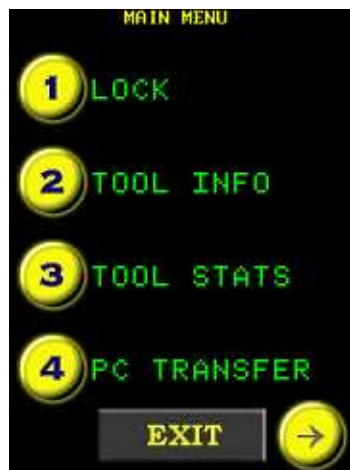 MAIN MENU
1 LOCK
2 TOOL INFO
3 TOOL STATS
4 PC TRANSFER
EXIT →